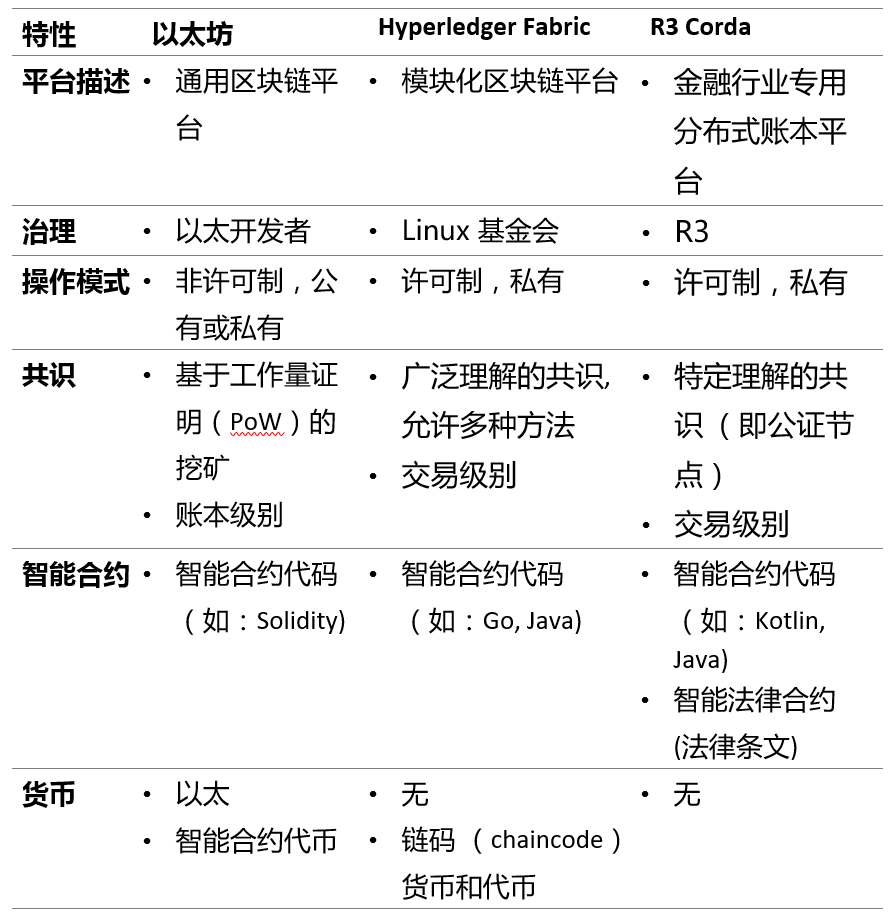 特性 以太坊 Hyperledger Fabric R3 Corda
平台描述 • 通用区块链平 • 模块化区块链平台 • 金融行业专用
台 分布式账本平
台
治理 • 以太开发者 • Linux 基金会 • R3
操作模式 • 非许可制，公 • 许可制，私有 • 许可制，私有
有或私有
共识 • 基于工作量证 • 广泛理解的共识, • 特定理解的共
明（PoW）的 允许多种方法 识（即公证节
挖矿 • 交易级别 点）
• 账本级别 • 交易级别
智能合约 • 智能合约代码 • 智能合约代码 • 智能合约代码
（如：Solidity) （如：Go, Java) （如：Kotlin,
Java)
• 智能法律合约
(法律条文)
货币 • 以太 • 无 • 无
• 智能合约代币 • 链码（chaincode）
货币和代币